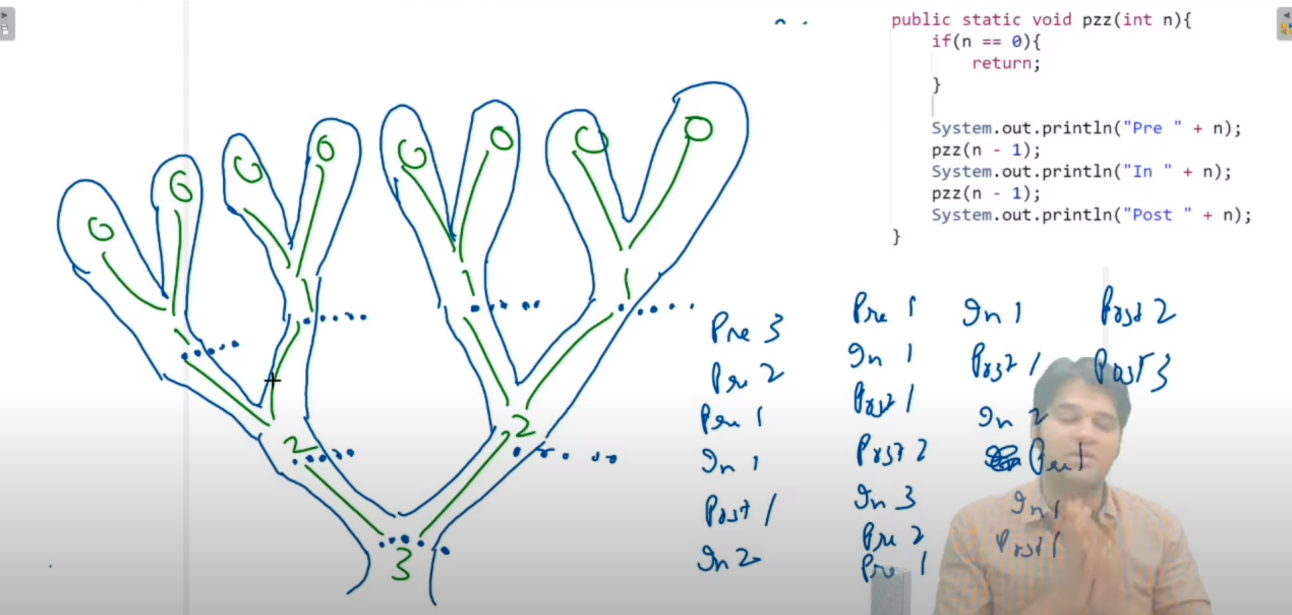 public static void pzz(int n){
if(n == 0){
return;
}
System.out.println("Pre " + n);
pzz(n - 1);
System.out.println("In " + n);
pzz(n - 1);
System.out.println("Post " + n);
}
0 0 0 0 0 0 0 0
1 1 1 1
2 2
3
Pre 3
Pre 2
Pre 1
In 1
Post 1
In 2
Pre 1
In 1
Post 1
Post 2
In 3
Pre 2
Pre 1
In 1
Post 1
In 2
Pre 1
In 1
Post 1
Post 2
Post 3